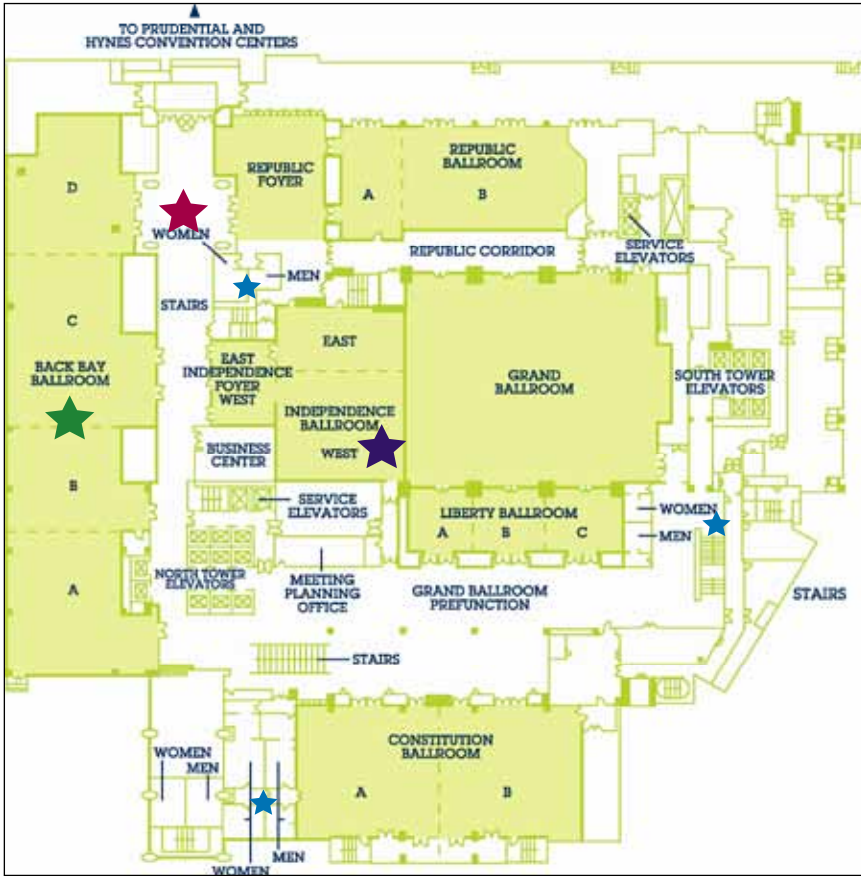 TO PRUDENTIAL AND
HYNES CONVENTION CENTERS
D
REPUBLIC
FOYER
A
REPUBLIC
BALLROOM
B
WOMEN
MEN
REPUBLIC CORRIDOR
SERVICE
ELEVATORS
STAIRS
C
BACK BAY
BALLROOM
EAST
INDEPENDENCE
FOYER
WEST
EAST
INDEPENDENCE
BALLROOM
WEST
GRAND
BALLROOM
SOUTH TOWER
ELEVATORS
BUSINESS
CENTER
B
SERVICE
ELEVATORS
LIBERTY BALLROOM
A
B
C
WOMEN
MEN
A
NORTH TOWER
ELEVATORS
MEETING
PLANNING
OFFICE
GRAND BALLROOM
PREFUNCTION
STAIRS
STAIRS
CONSTITUTION
BALLROOM
A
B
WOMEN
MEN
MEN
WOMEN